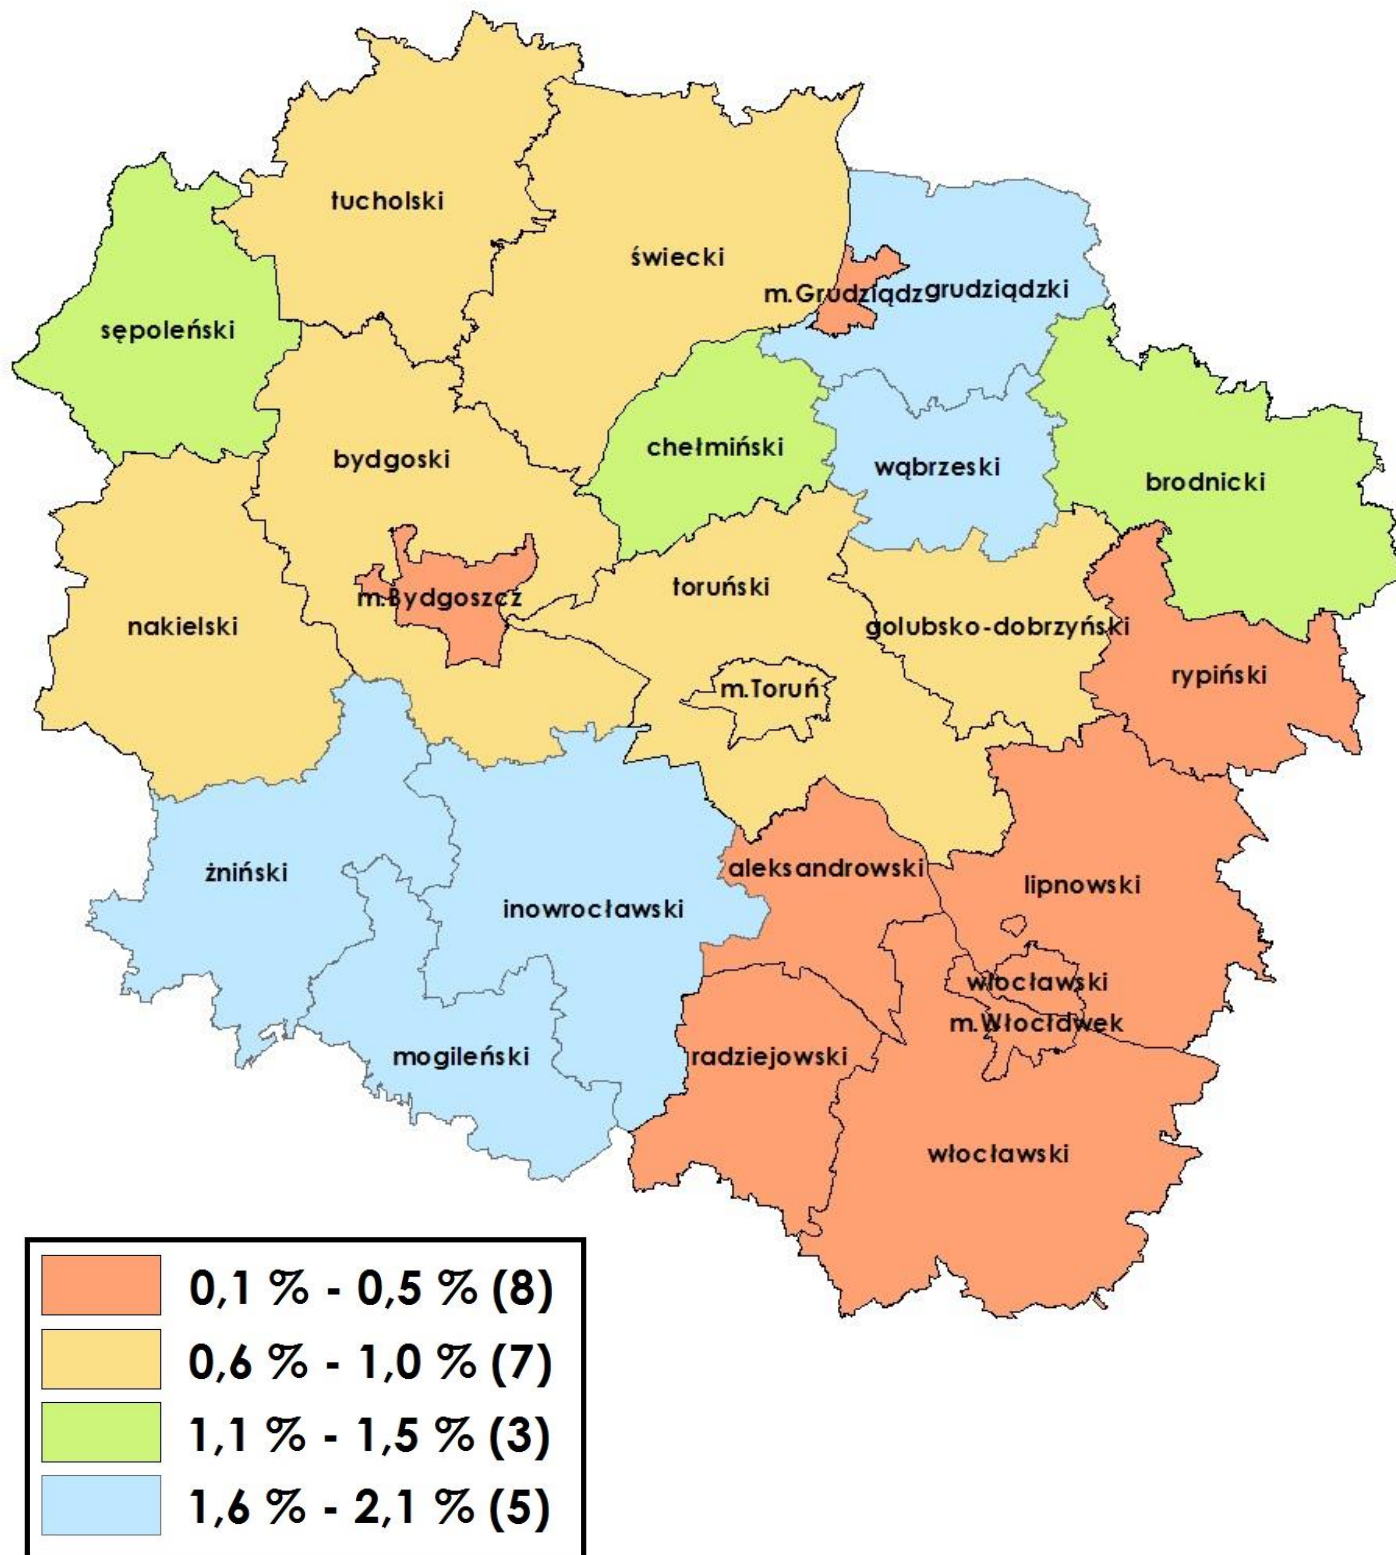 tucholski
świecki
m.Grudziądz
grudziądzki
sępoleński
bydgoski
chełmiński
wąbrzeski
brodnicki
toruński
m.Bydgoszcz
nakielski
golubsko-dobrzyński
rypiński
m.Toruń
żniński
aleksandrowski
lipnowski
inowrocławski
włocławski
m.Włocławek
mogileński
radziejowski
włocławski
0,1 % - 0,5 % (8)
0,6 % - 1,0 % (7)
1,1 % - 1,5 % (3)
1,6 % - 2,1 % (5)